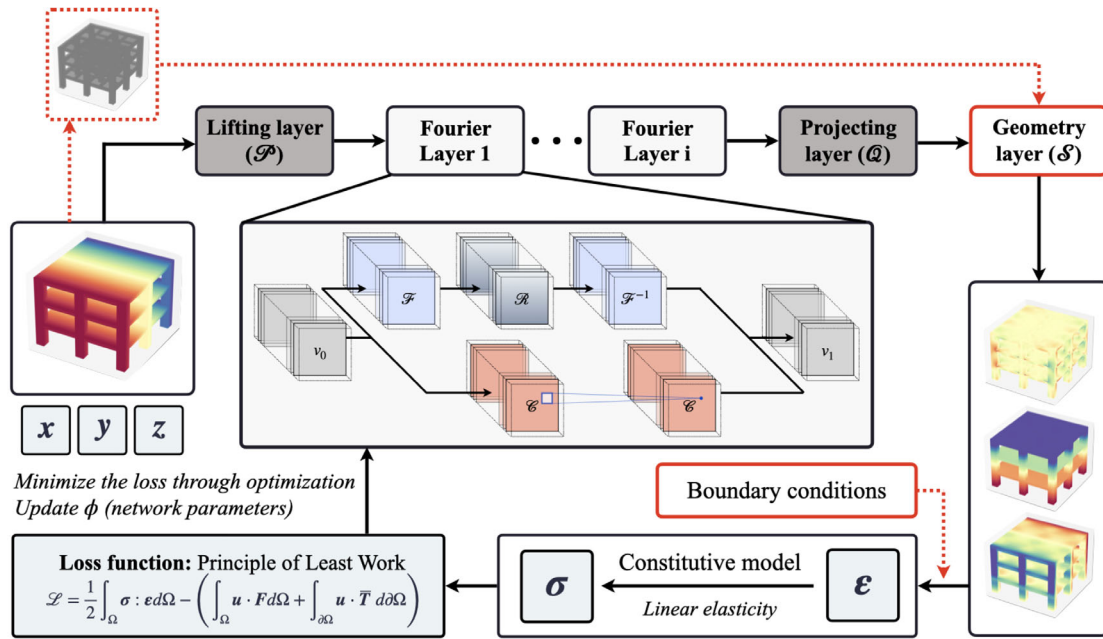 Lifting layer
(𝒫)
Fourier
Layer 1
Fourier
Layer i
Projecting
layer (𝒬)
Geometry
layer (𝒮)
v₀
ℱ
ℛ
ℱ⁻¹
𝒞
𝒞
v₁
x
y
z
Minimize the loss through optimization
Update ϕ (network parameters)
Boundary conditions
Loss function: Principle of Least Work
ℒ = 1/2 ∫_Ω σ : εdΩ − (∫_Ω u · FdΩ + ∫_∂Ω u · T̅ d∂Ω)
σ
Constitutive model
Linear elasticity
ε